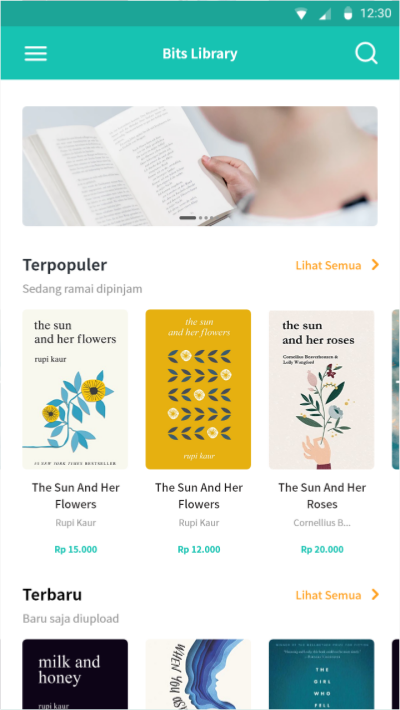 12:30
Bits Library
Terpopuler
Lihat Semua
Sedang ramai dipinjam
the sun
and her flowers
rupi kaur
#1 NEW YORK TIMES BESTSELLER
the sun
and her flowers
rupi kaur
the sun
and her roses
Cornellius Beaverhoonen &
Lolly Wompford
The Sun And Her
Flowers
Rupi Kaur
Rp 15.000
The Sun And Her
Flowers
Rupi Kaur
Rp 12.000
The Sun And Her
Roses
Cornellius B...
Rp 20.000
Terbaru
Lihat Semua
Baru saja diupload
milk and
honey
rupi kaur
WHEN YOU
THE
GIRL
WHO
FELL